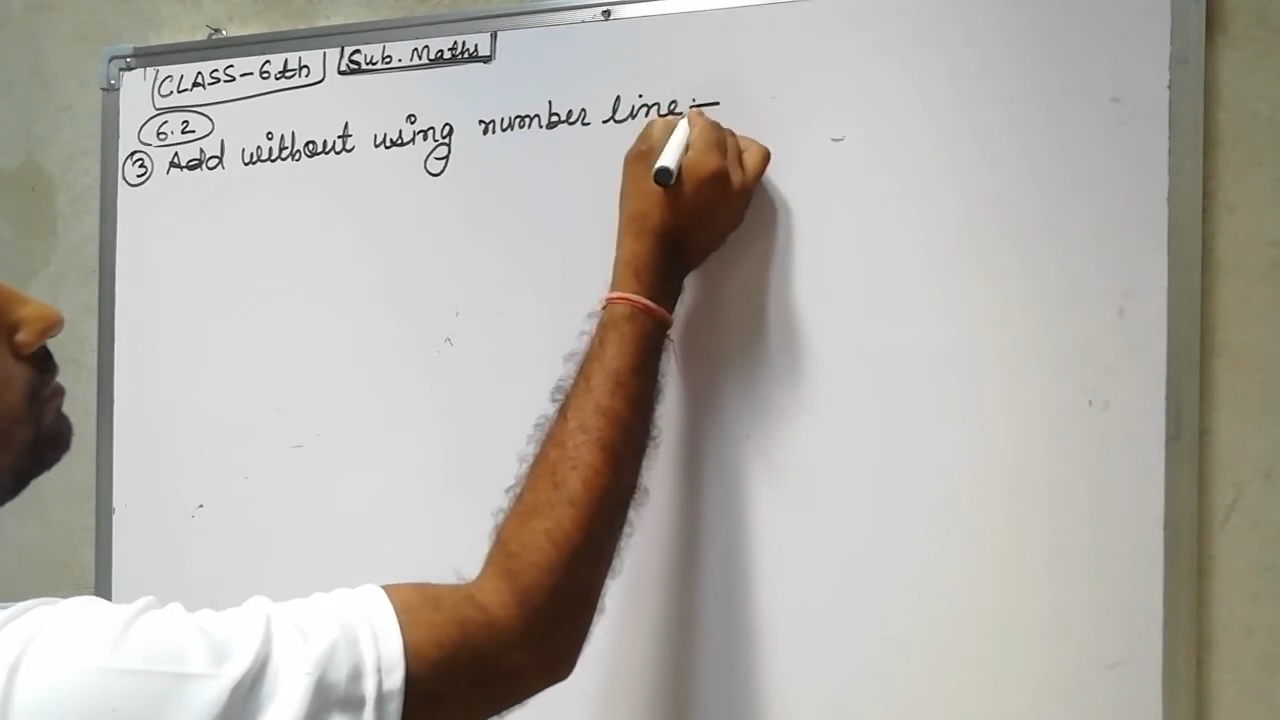 CLASS-6th Sub. Maths
6.2
③ Add without using number line:-